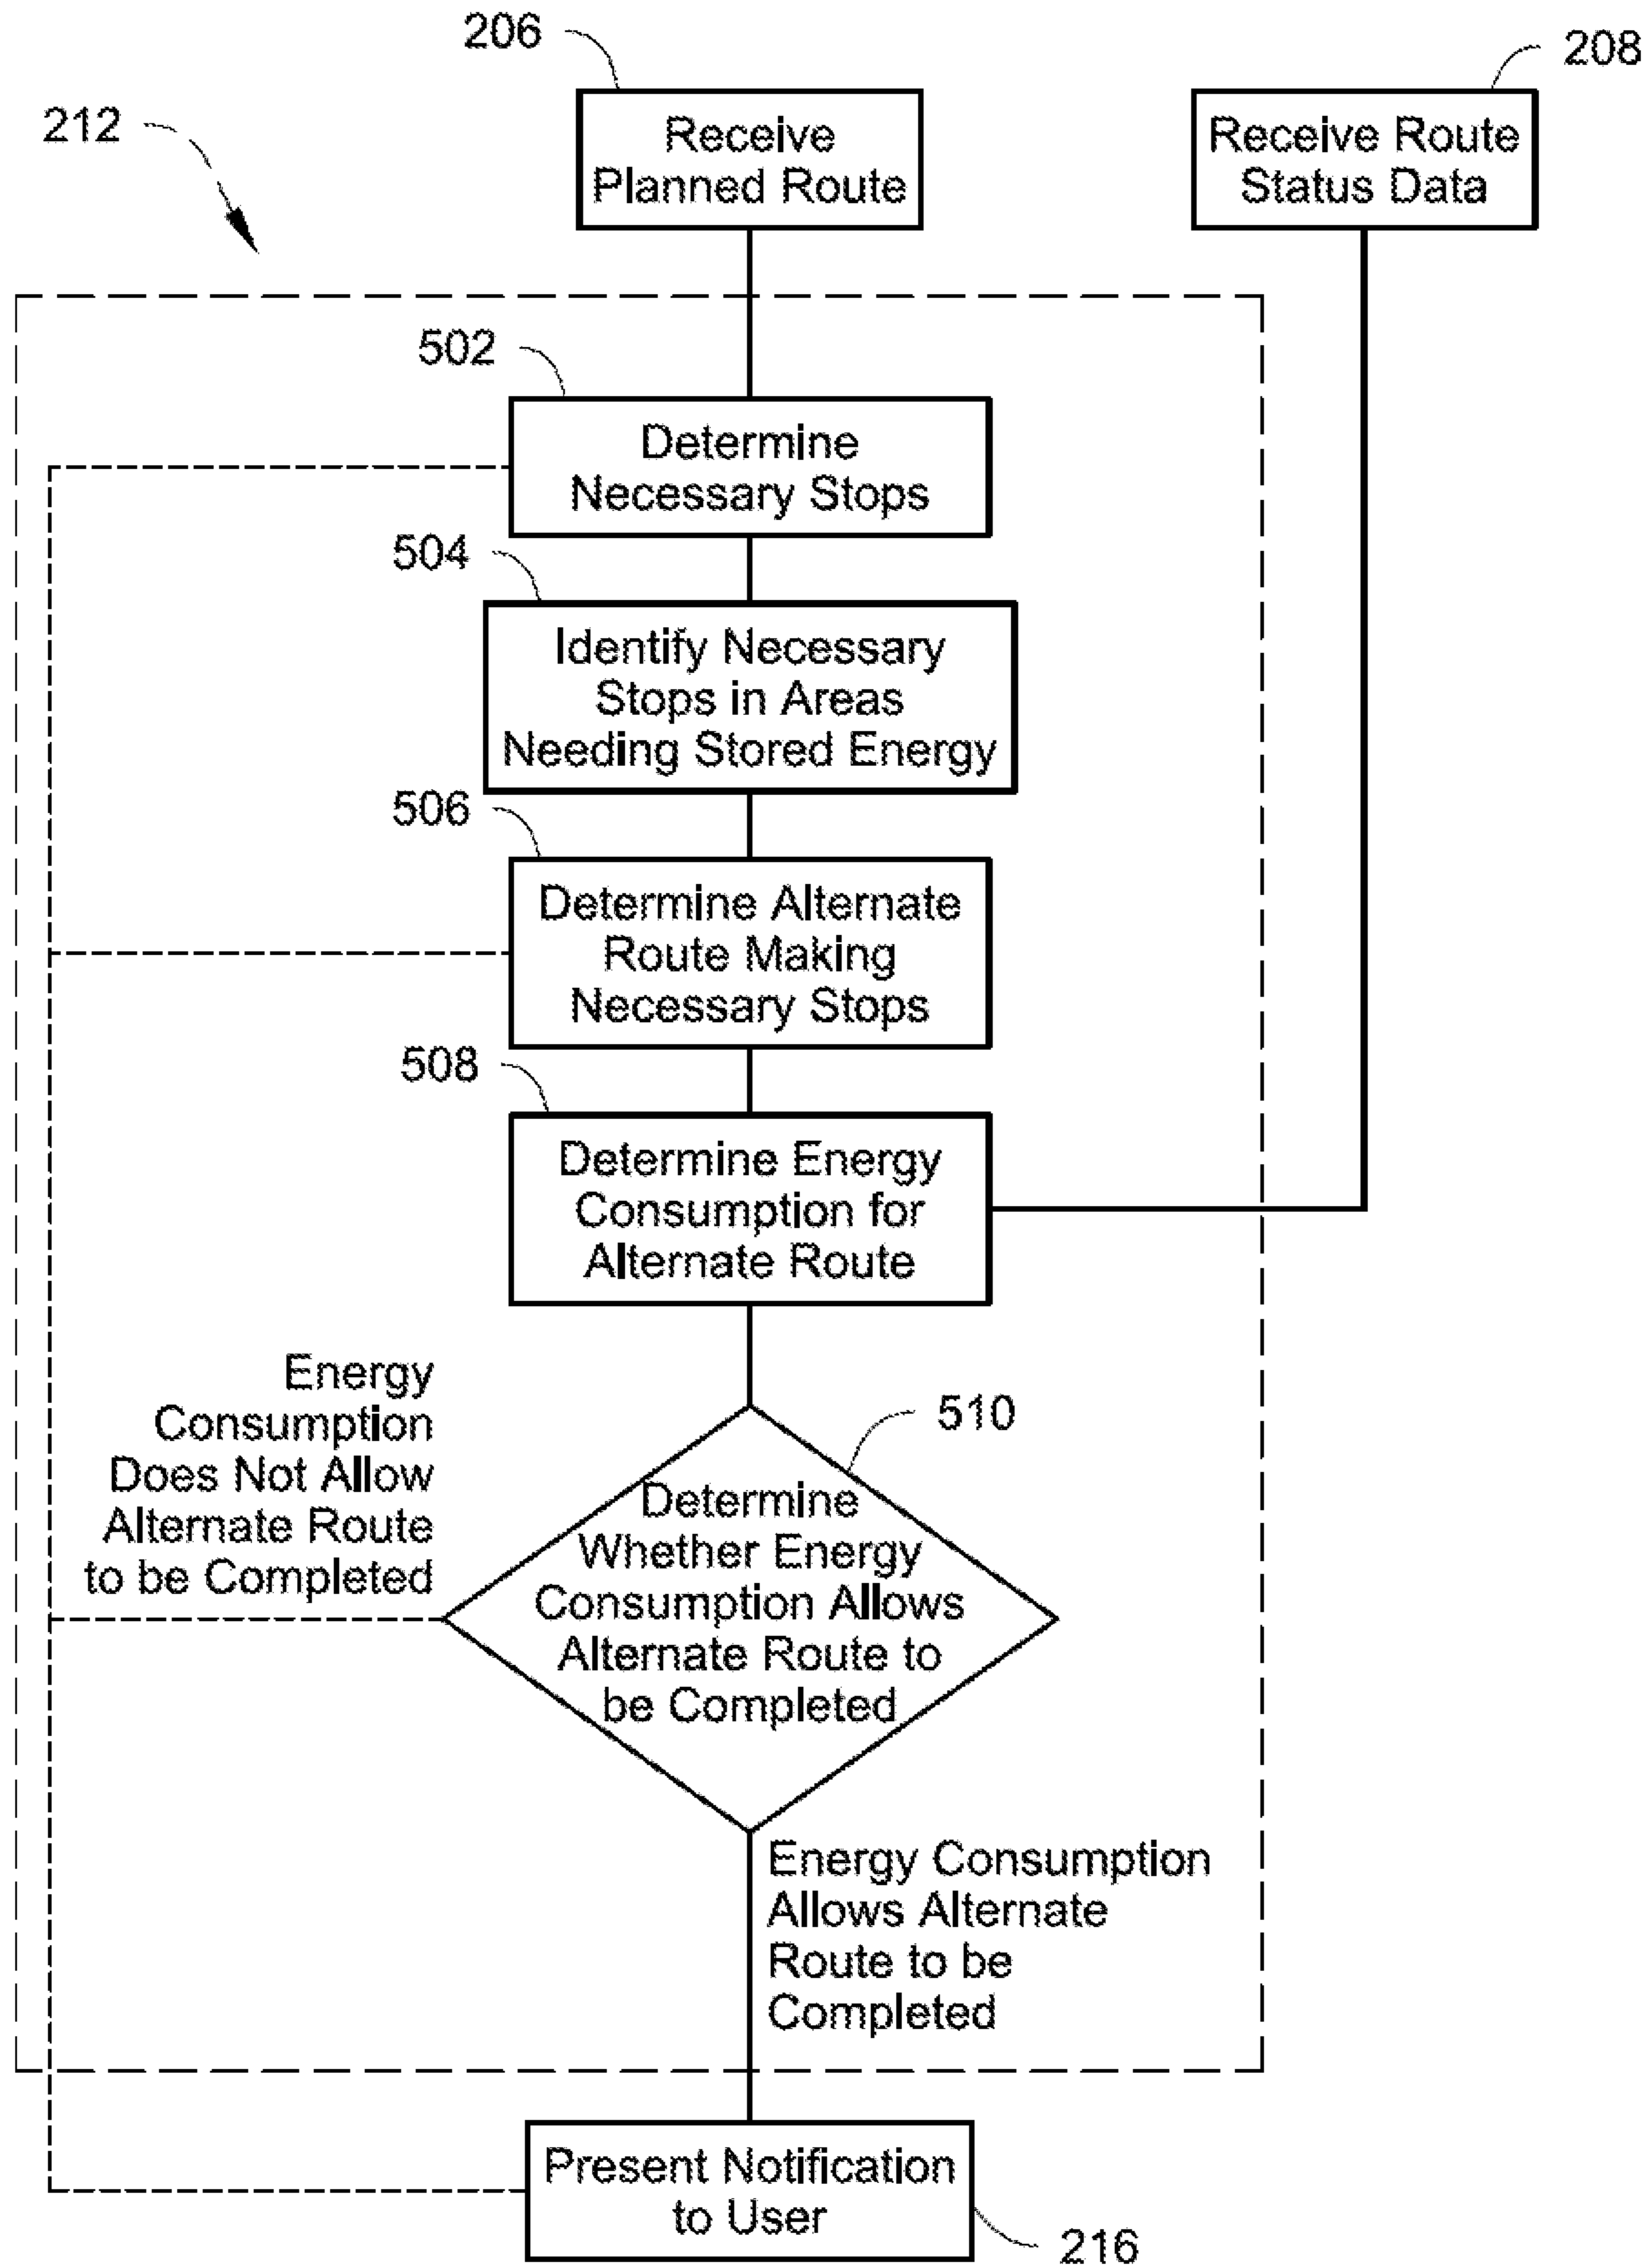 206
208
212
Receive
Planned Route
Receive Route
Status Data
502
Determine
Necessary Stops
504
Identify Necessary
Stops in Areas
Needing Stored Energy
506
Determine Alternate
Route Making
Necessary Stops
508
Determine Energy
Consumption for
Alternate Route
Energy
Consumption
Does Not Allow
Alternate Route
to be Completed
510
Determine
Whether Energy
Consumption Allows
Alternate Route to
be Completed
Energy Consumption
Allows Alternate
Route to be
Completed
Present Notification
to User
216